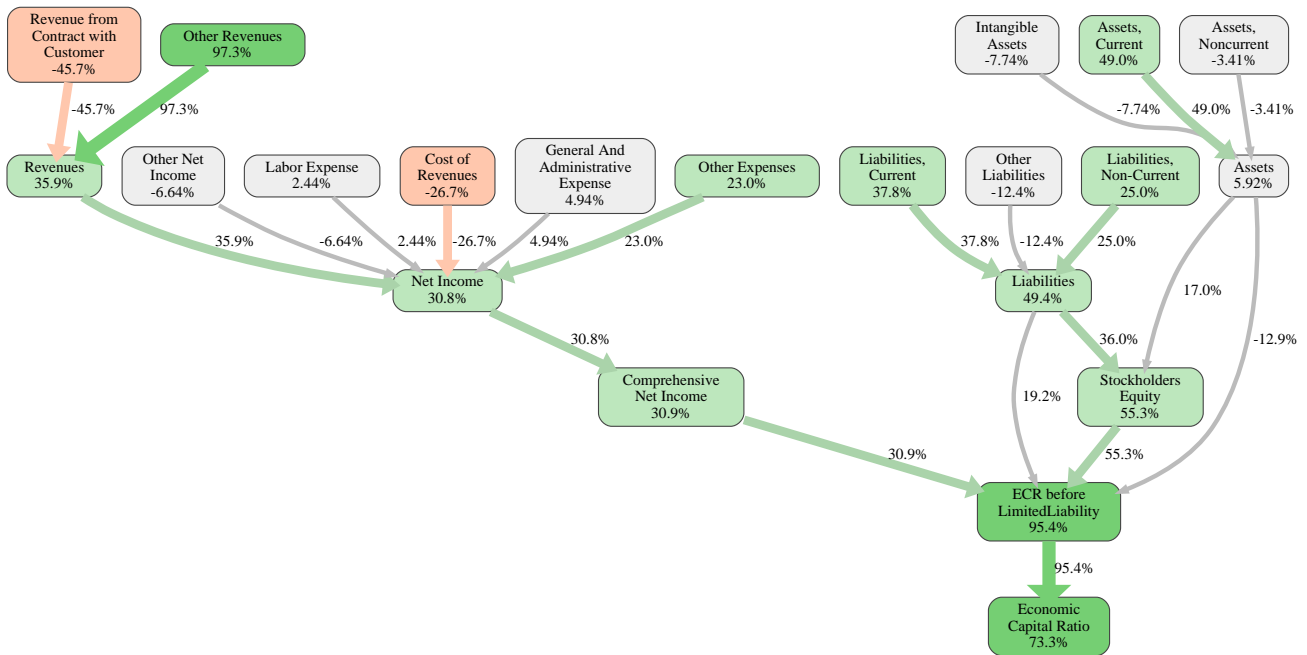 Revenue from
Contract with
Customer
-45.7%
Other Revenues
97.3%
Intangible
Assets
-7.74%
Assets,
Current
49.0%
Assets,
Noncurrent
-3.41%
-45.7%
97.3%
-7.74%
49.0%
-3.41%
Revenues
35.9%
Other Net
Income
-6.64%
Labor Expense
2.44%
Cost of
Revenues
-26.7%
General And
Administrative
Expense
4.94%
Other Expenses
23.0%
Liabilities,
Current
37.8%
Other
Liabilities
-12.4%
Liabilities,
Non-Current
25.0%
Assets
5.92%
35.9%
-6.64%
2.44%
-26.7%
4.94%
23.0%
37.8%
-12.4%
25.0%
Net Income
30.8%
Liabilities
49.4%
17.0%
30.8%
36.0%
-12.9%
Comprehensive
Net Income
30.9%
19.2%
Stockholders
Equity
55.3%
30.9%
55.3%
ECR before
LimitedLiability
95.4%
95.4%
Economic
Capital Ratio
73.3%